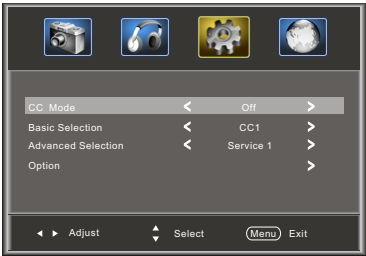 CC Mode < Off >
Basic Selection < CC1 >
Advanced Selection < Service 1 >
Option >
Adjust Select Menu Exit